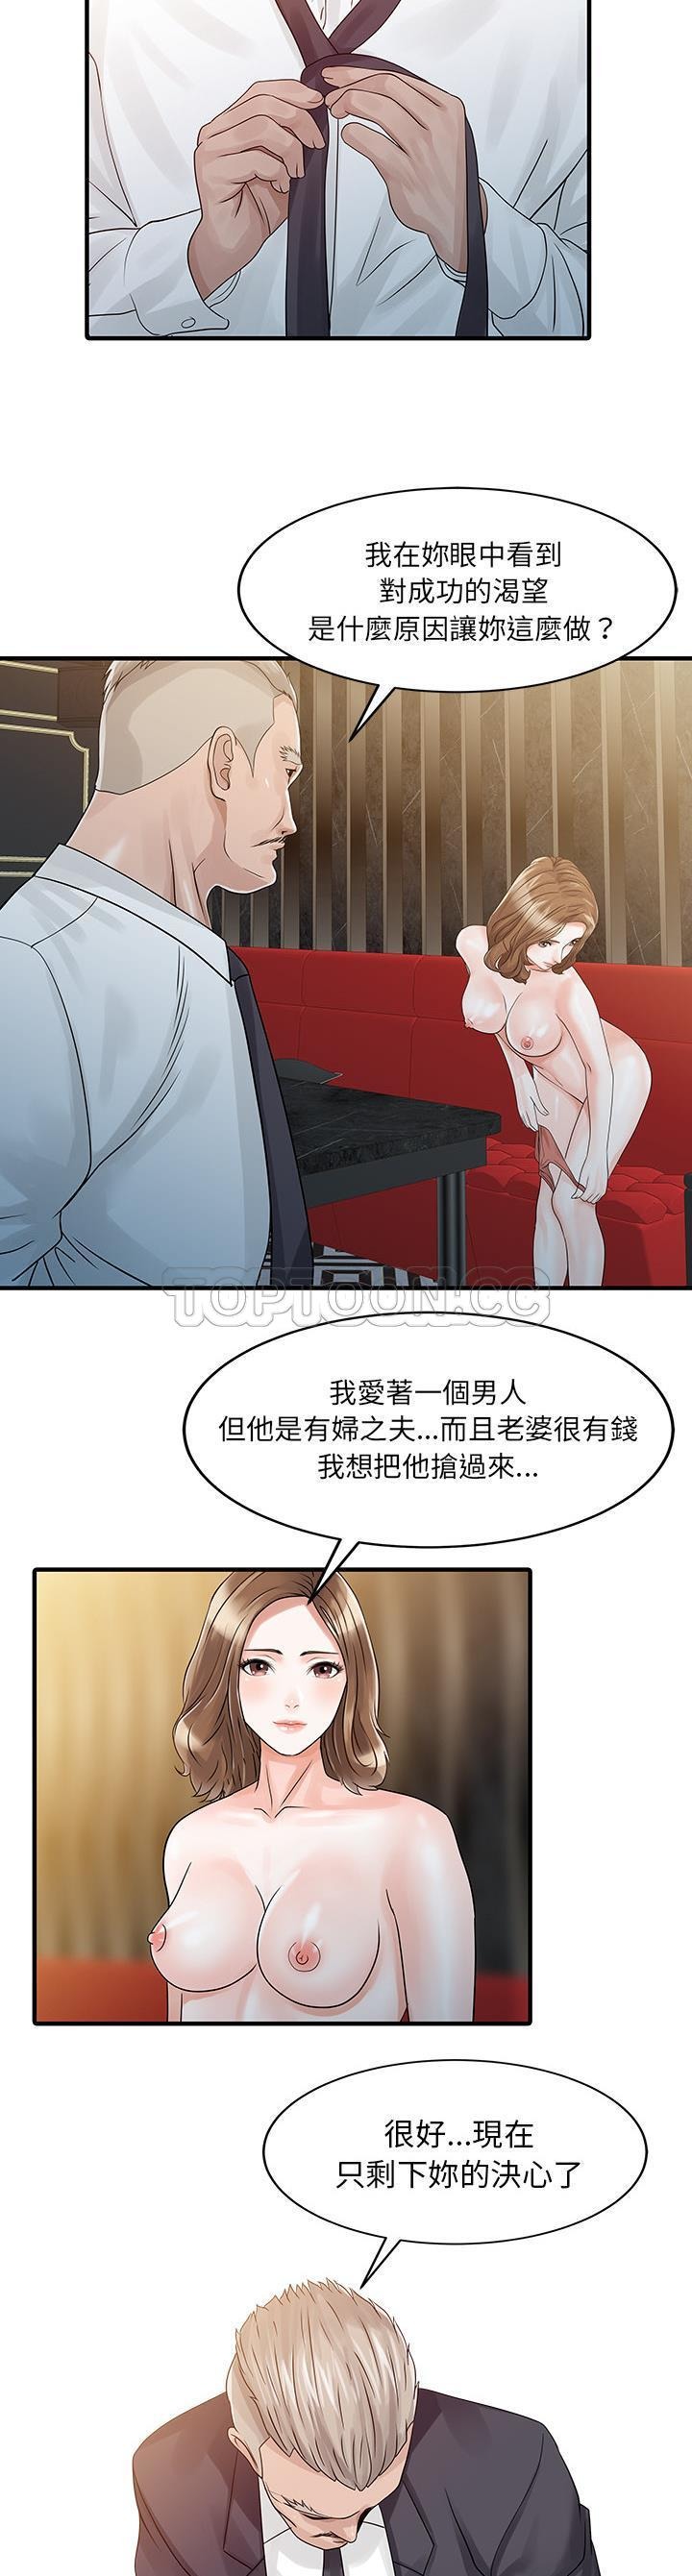 我在妳眼中看到
對成功的渴望
是什麼原因讓妳這麼做？
TOPTOON.CC
我愛著一個男人
但他是有婦之夫...而且老婆很有錢
我想把他搶過來...
很好...現在
只剩下妳的決心了